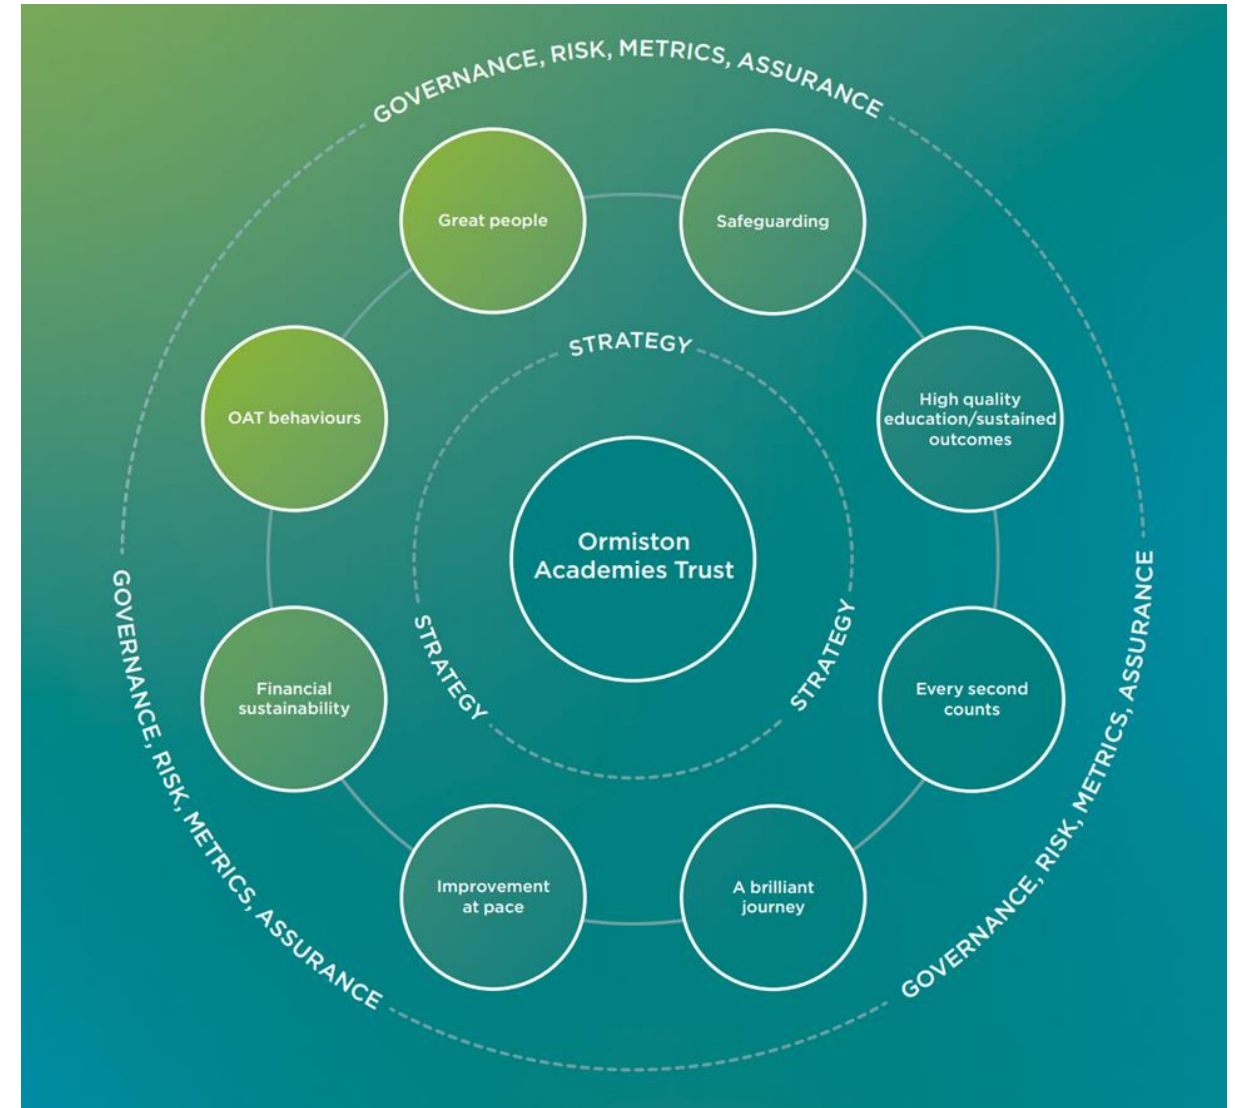 GOVERNANCE, RISK, METRICS, ASSURANCE
Great people
Safeguarding
STRATEGY
OAT behaviours
High quality
education/sustained
outcomes
Ormiston
Academies Trust
GOVERNANCE, RISK, METRICS, ASSURANCE
GOVERNANCE, RISK, METRICS, ASSURANCE
STRATEGY
STRATEGY
Financial
sustainability
Every second
counts
Improvement
at pace
A brilliant
journey